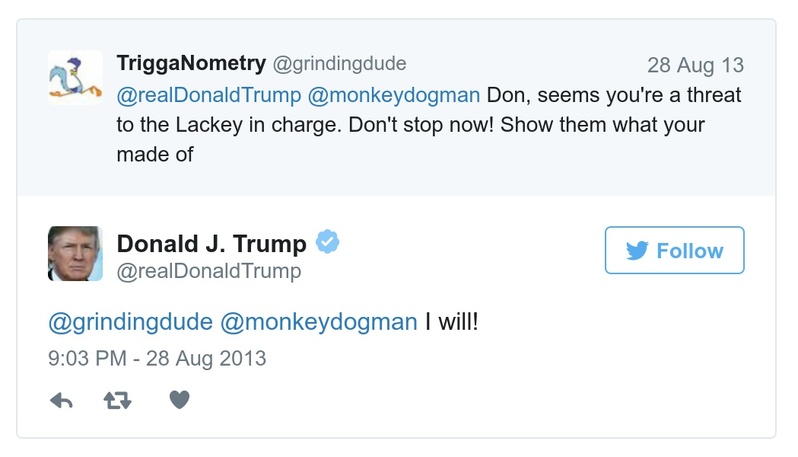 TriggaNometry @grindingdude 28 Aug 13
@realDonaldTrump @monkeydogman Don, seems you're a threat
to the Lackey in charge. Don't stop now! Show them what your
made of
Donald J. Trump
@realDonaldTrump
Follow
@grindingdude @monkeydogman I will!
9:03 PM - 28 Aug 2013